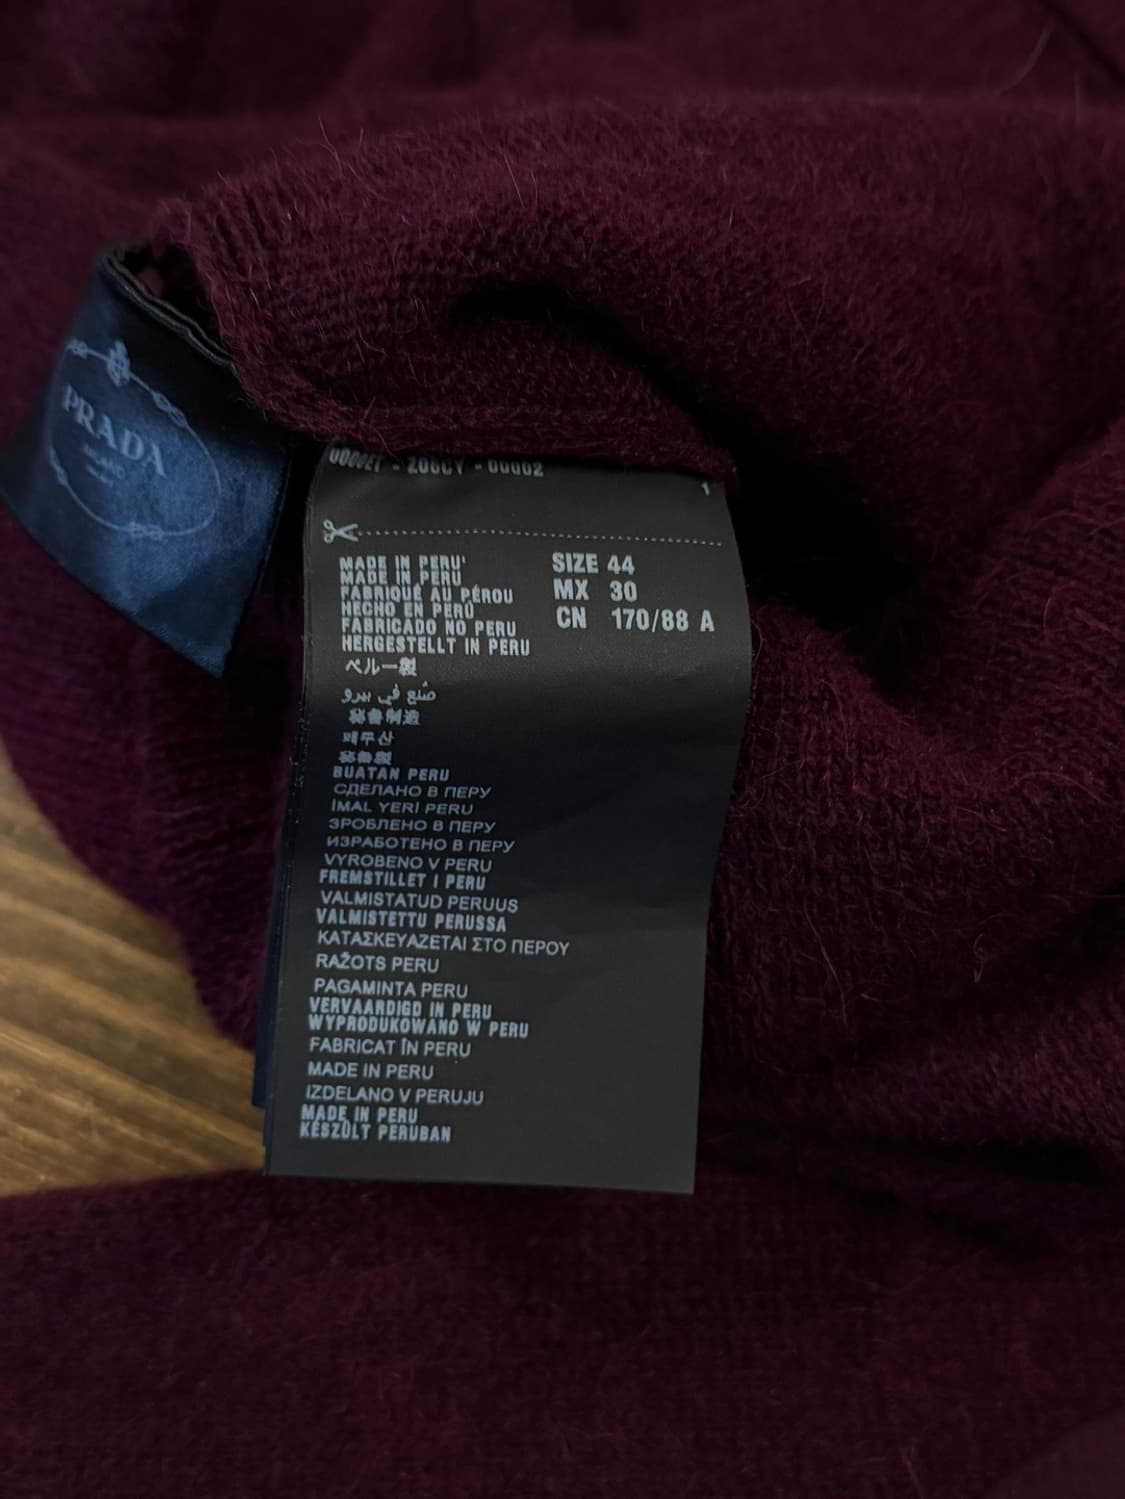 PRADA
MILANO
SIZE 44
MX 30
CN 170/88 A
1
MADE IN PERU'
MADE IN PERU
FABRIQUÉ AU PÉROU
HECHO EN PERÚ
FABRICADO NO PERU
HERGESTELLT IN PERU
ペルー製
صُنع في بيرو
秘鲁制造
페루산
秘魯製
BUATAN PERU
СДЕЛАНО В ПЕРУ
İMAL YERİ PERU
ЗРОБЛЕНО В ПЕРУ
ИЗРАБОТЕНО В ПЕРУ
VYROBENO V PERU
FREMSTILLET I PERU
VALMISTATUD PERUUS
VALMISTETTU PERUSSA
ΚΑΤΑΣΚΕΥΑΖΕΤΑΙ ΣΤΟ ΠΕΡΟΥ
RAŽOTS PERU
PAGAMINTA PERU
VERVAARDIGD IN PERU
WYPRODUKOWANO W PERU
FABRICAT ÎN PERU
MADE IN PERU
IZDELANO V PERUJU
MADE IN PERU
KÉSZÜLT PERUBAN